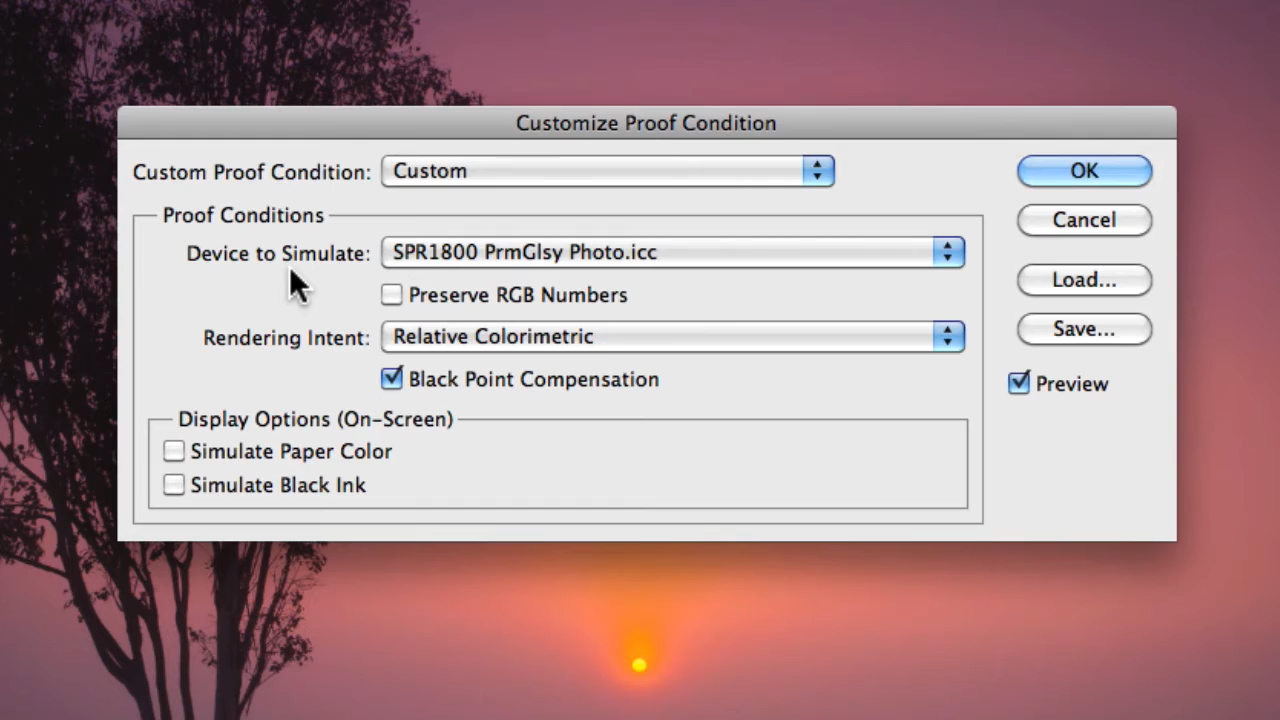 Customize Proof Condition
Custom Proof Condition: Custom
OK
Proof Conditions
Cancel
Device to Simulate: SPR1800 PrmGlsy Photo.icc
Preserve RGB Numbers
Load...
Rendering Intent: Relative Colorimetric
Save...
Black Point Compensation
Preview
Display Options (On-Screen)
Simulate Paper Color
Simulate Black Ink